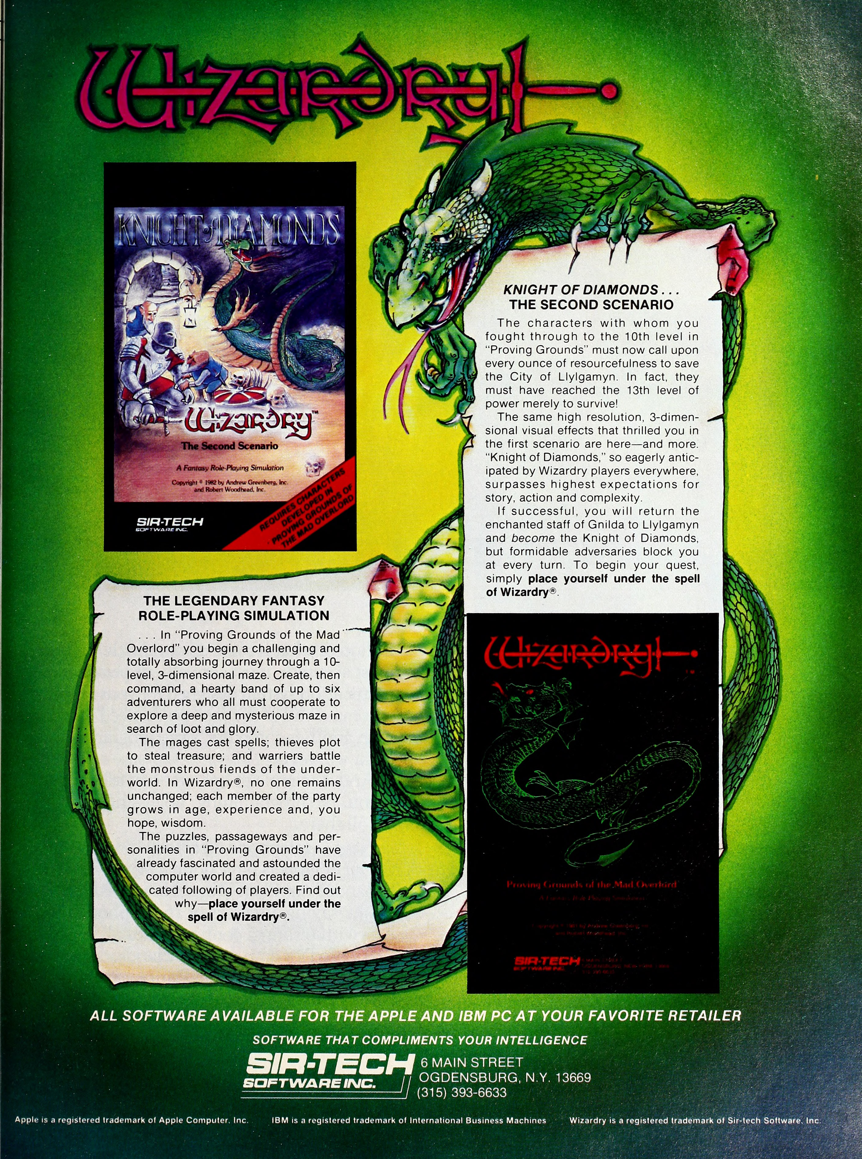 Wizardry
KNIGHT OF DIAMONDS
Wizardry™
The Second Scenario
A Fantasy Role-Playing Simulation
Copyright © 1982 by Andrew Greenberg, Inc.
and Robert Woodhead, Inc.
SIR-TECH
SOFTWARE INC.
REQUIRES CHARACTERS
DEVELOPED IN
PROVING GROUNDS OF
THE MAD OVERLORD
KNIGHT OF DIAMONDS . . .
THE SECOND SCENARIO
The characters with whom you
fought through to the 10th level in
"Proving Grounds" must now call upon
every ounce of resourcefulness to save
the City of Llylgamyn. In fact, they
must have reached the 13th level of
power merely to survive!
The same high resolution, 3-dimen-
sional visual effects that thrilled you in
the first scenario are here—and more.
"Knight of Diamonds," so eagerly antic-
ipated by Wizardry players everywhere,
surpasses highest expectations for
story, action and complexity.
If successful, you will return the
enchanted staff of Gnilda to Llylgamyn
and become the Knight of Diamonds,
but formidable adversaries block you
at every turn. To begin your quest,
simply place yourself under the spell
of Wizardry®.
THE LEGENDARY FANTASY
ROLE-PLAYING SIMULATION
. . . In "Proving Grounds of the Mad
Overlord" you begin a challenging and
totally absorbing journey through a 10-
level, 3-dimensional maze. Create, then
command, a hearty band of up to six
adventurers who all must cooperate to
explore a deep and mysterious maze in
search of loot and glory.
The mages cast spells; thieves plot
to steal treasure; and warriers battle
the monstrous fiends of the under-
world. In Wizardry®, no one remains
unchanged; each member of the party
grows in age, experience and, you
hope, wisdom.
The puzzles, passageways and per-
sonalities in "Proving Grounds" have
already fascinated and astounded the
computer world and created a dedi-
cated following of players. Find out
why—place yourself under the
spell of Wizardry®.
Wizardry
Proving Grounds of the Mad Overlord
SIR-TECH
SOFTWARE INC.
ALL SOFTWARE AVAILABLE FOR THE APPLE AND IBM PC AT YOUR FAVORITE RETAILER
SOFTWARE THAT COMPLIMENTS YOUR INTELLIGENCE
SIR-TECH
SOFTWARE INC.
6 MAIN STREET
OGDENSBURG, N.Y. 13669
(315) 393-6633
Apple is a registered trademark of Apple Computer, Inc. IBM is a registered trademark of International Business Machines Wizardry is a registered trademark of Sir-tech Software, Inc.